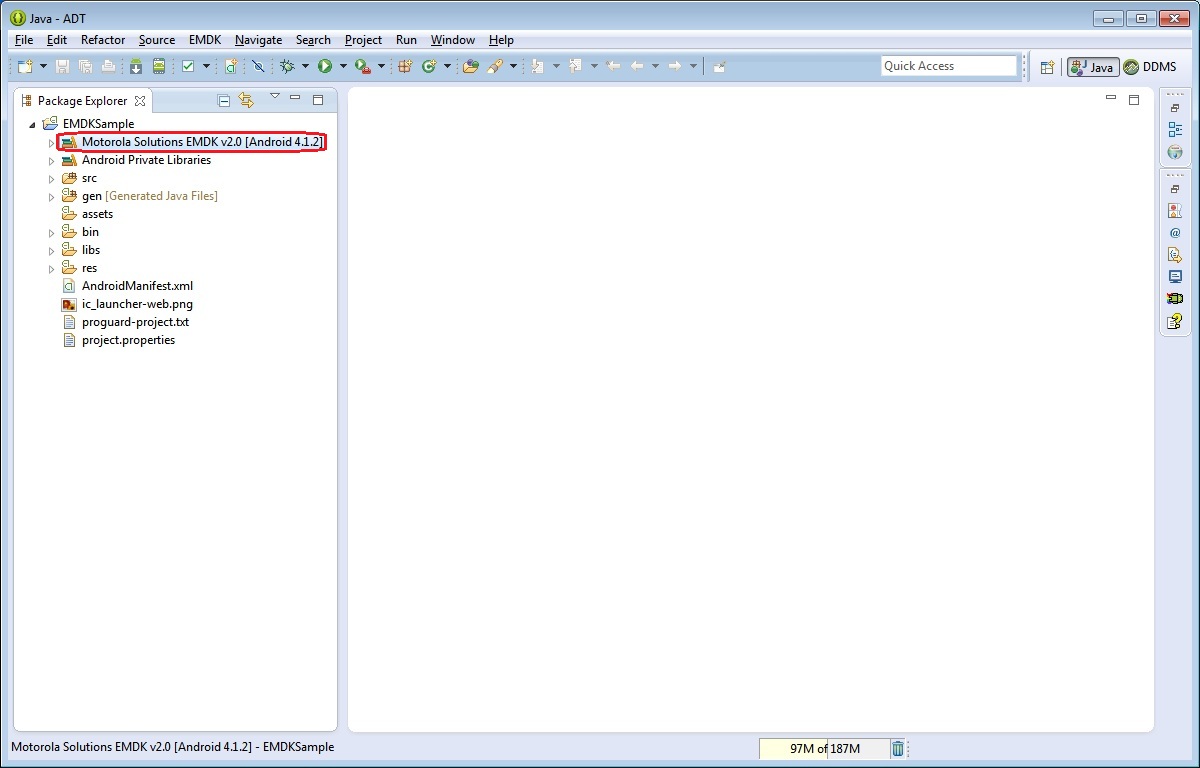 Java - ADT
File Edit Refactor Source EMDK Navigate Search Project Run Window Help
Quick Access
Java
DDMS
Package Explorer
EMDKSample
Motorola Solutions EMDK v2.0 [Android 4.1.2]
Android Private Libraries
src
gen [Generated Java Files]
assets
bin
libs
res
AndroidManifest.xml
ic_launcher-web.png
proguard-project.txt
project.properties
Motorola Solutions EMDK v2.0 [Android 4.1.2] - EMDKSample
97M of 187M